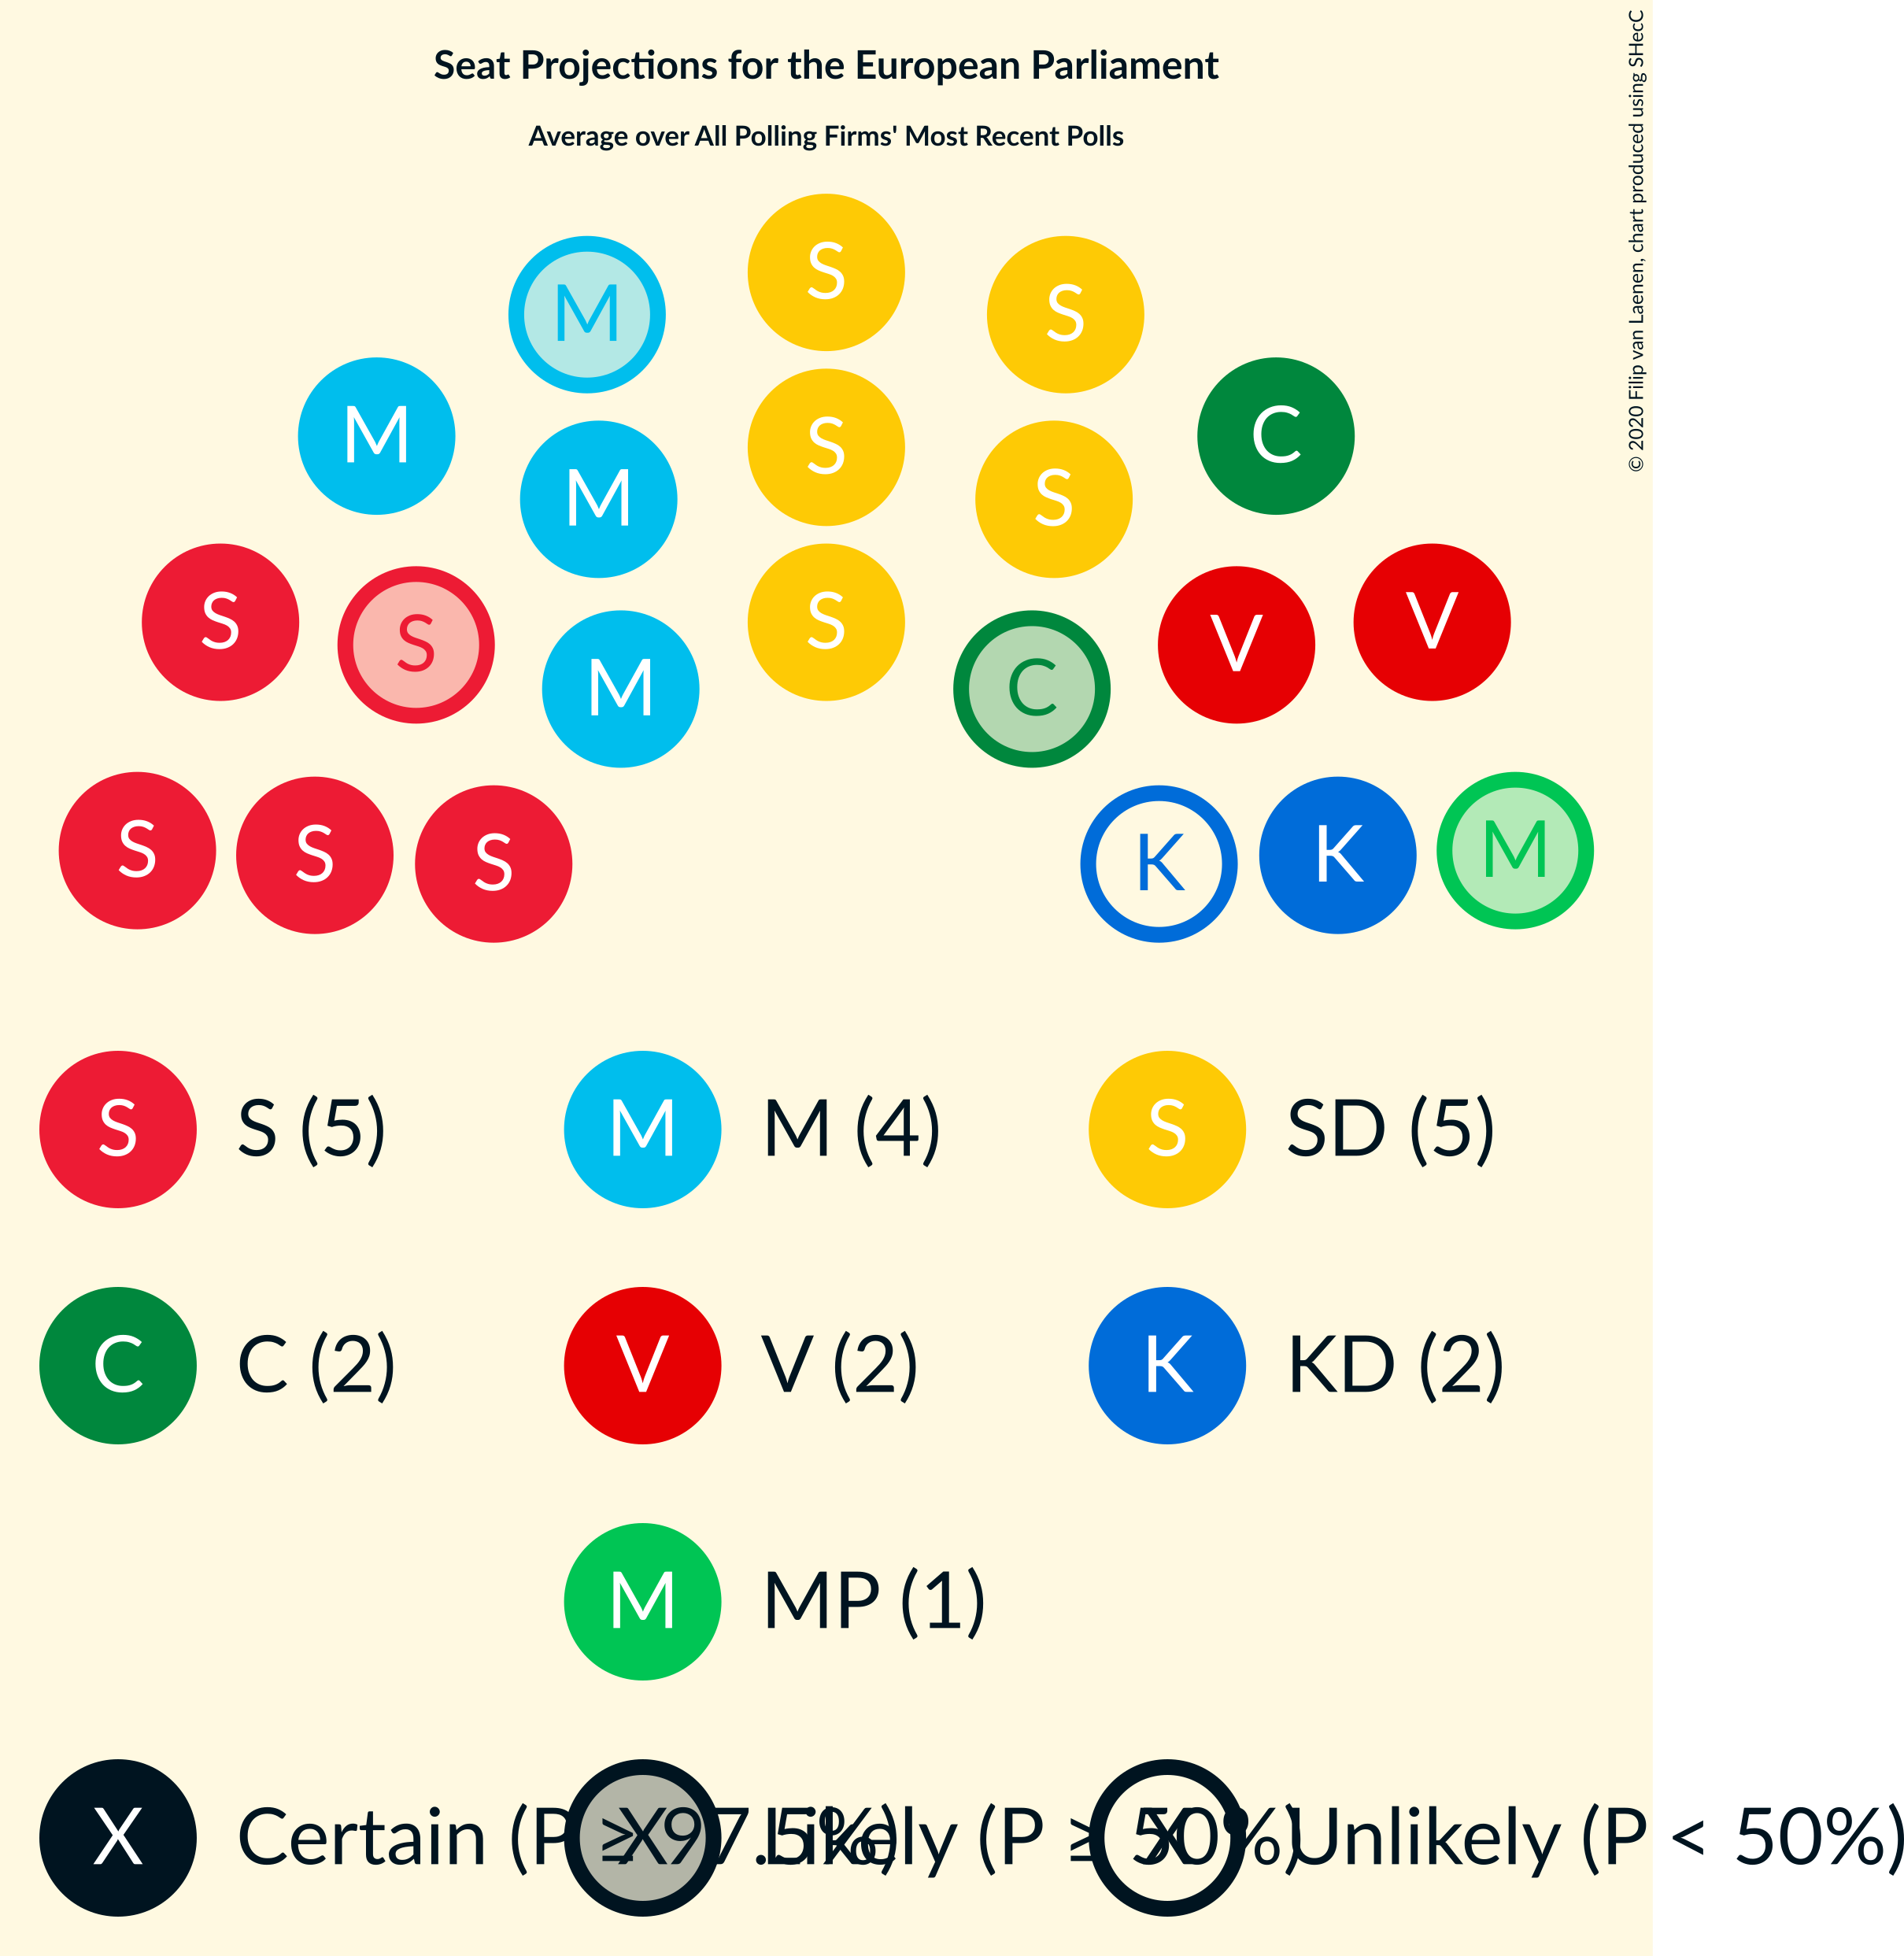 Seat Projections for the European Parliament
Average over All Polling Firms' Most Recent Polls
© 2020 Filip van Laenen, chart produced using SHecC
S
M S
S
M C
S
M S
S V
S V
S
M C
S M
S K
S K
S S (5) M M (4) S SD (5)
C C (2) V V (2) K KD (2)
M MP (1)
X Certain (P ≥ 97.5%) X Likely (P ≥ 50%) X Unlikely (P < 50%)